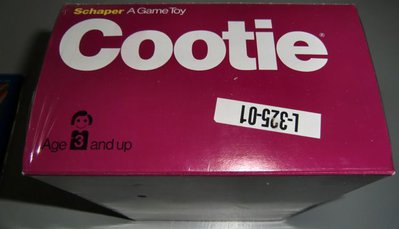 Schaper A Game Toy
Cootie®
L-325-01
Age 3 and up